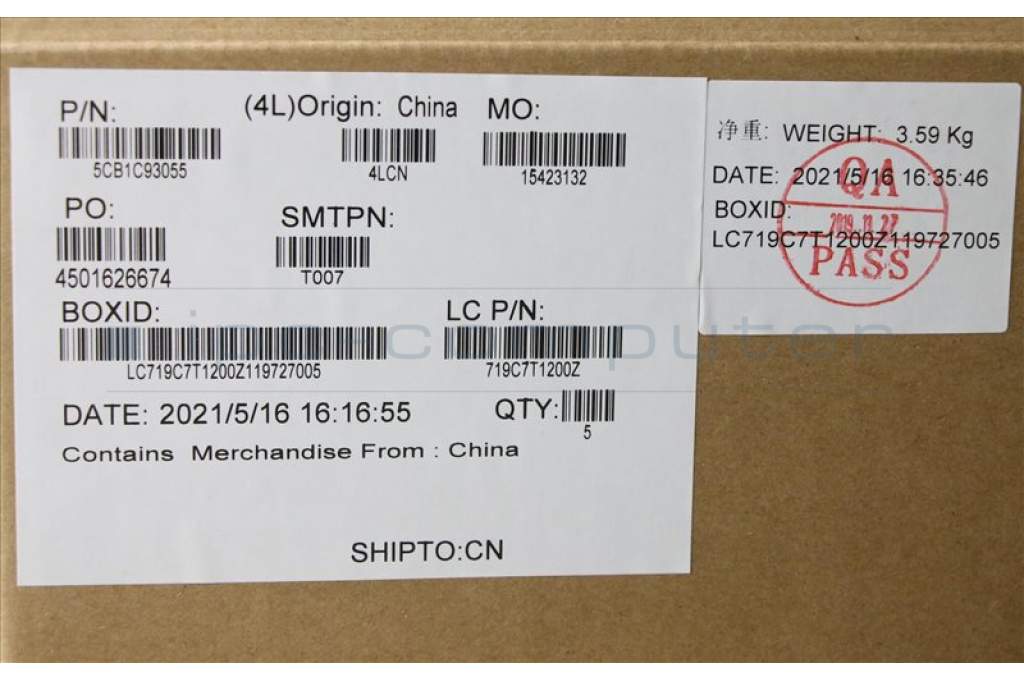 P/N: (4L)Origin: China MO:
5CB1C93055 4LCN 15423132
PO: SMTPN:
4501626674 T007
BOXID: LC P/N:
LC719C7T1200Z119727005 719C7T1200Z
DATE: 2021/5/16 16:16:55 QTY:
5
Contains Merchandise From : China
SHIPTO:CN
净重: WEIGHT: 3.59 Kg
DATE: 2021/5/16 16:35:46
BOXID:
LC719C7T1200Z119727005
QA
PASS